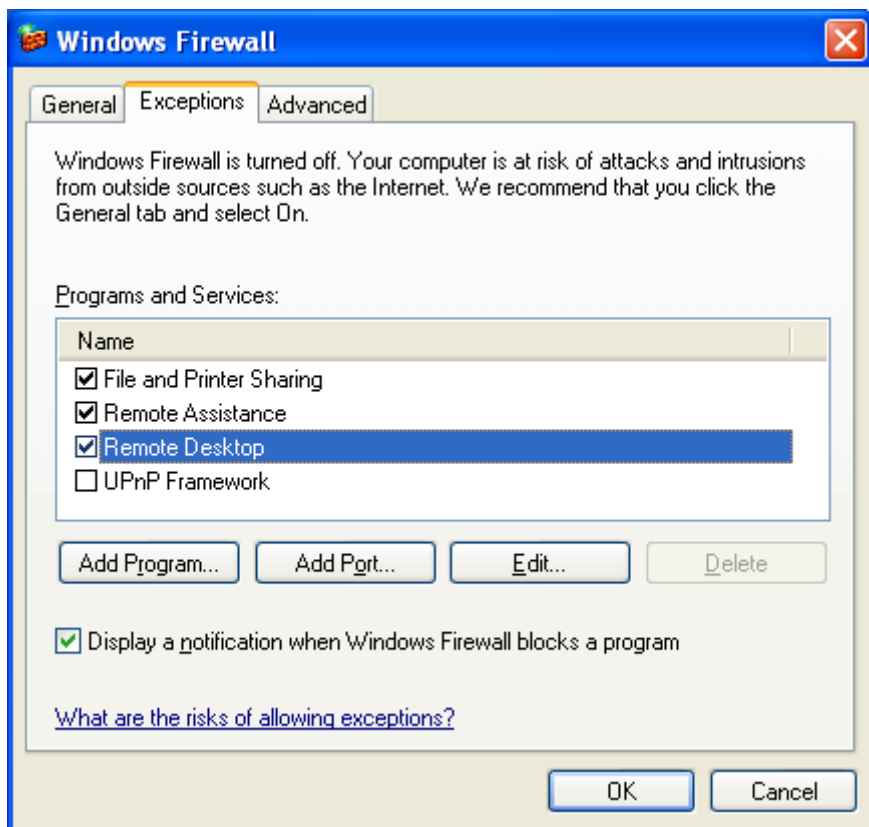 Windows Firewall
General Exceptions Advanced
Windows Firewall is turned off. Your computer is at risk of attacks and intrusions
from outside sources such as the Internet. We recommend that you click the
General tab and select On.
Programs and Services:
Name
File and Printer Sharing
Remote Assistance
Remote Desktop
UPnP Framework
Add Program... Add Port... Edit... Delete
Display a notification when Windows Firewall blocks a program
What are the risks of allowing exceptions?
OK Cancel